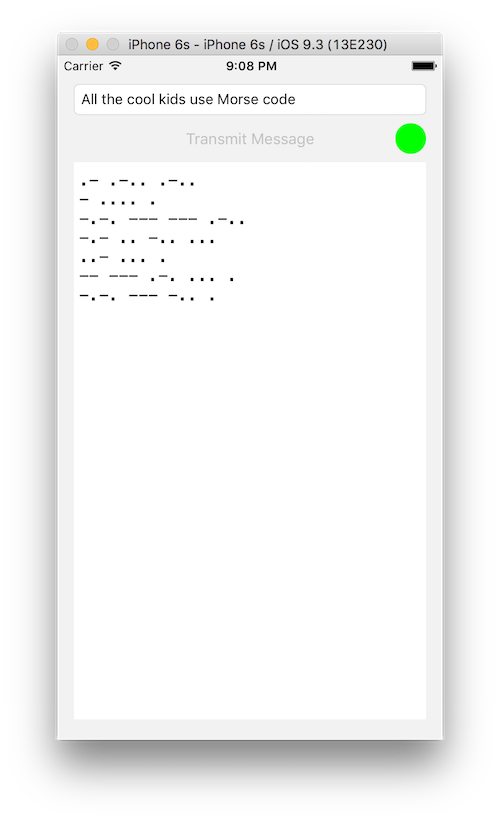 iPhone 6s - iPhone 6s / iOS 9.3 (13E230)
Carrier 9:08 PM
All the cool kids use Morse code
Transmit Message
.— .—.. .—..
— .... .
—.—. ——— ——— .—..
—.— .. —.. ...
..— ... .
—— ——— .—. ... .
—.—. ——— —.. .